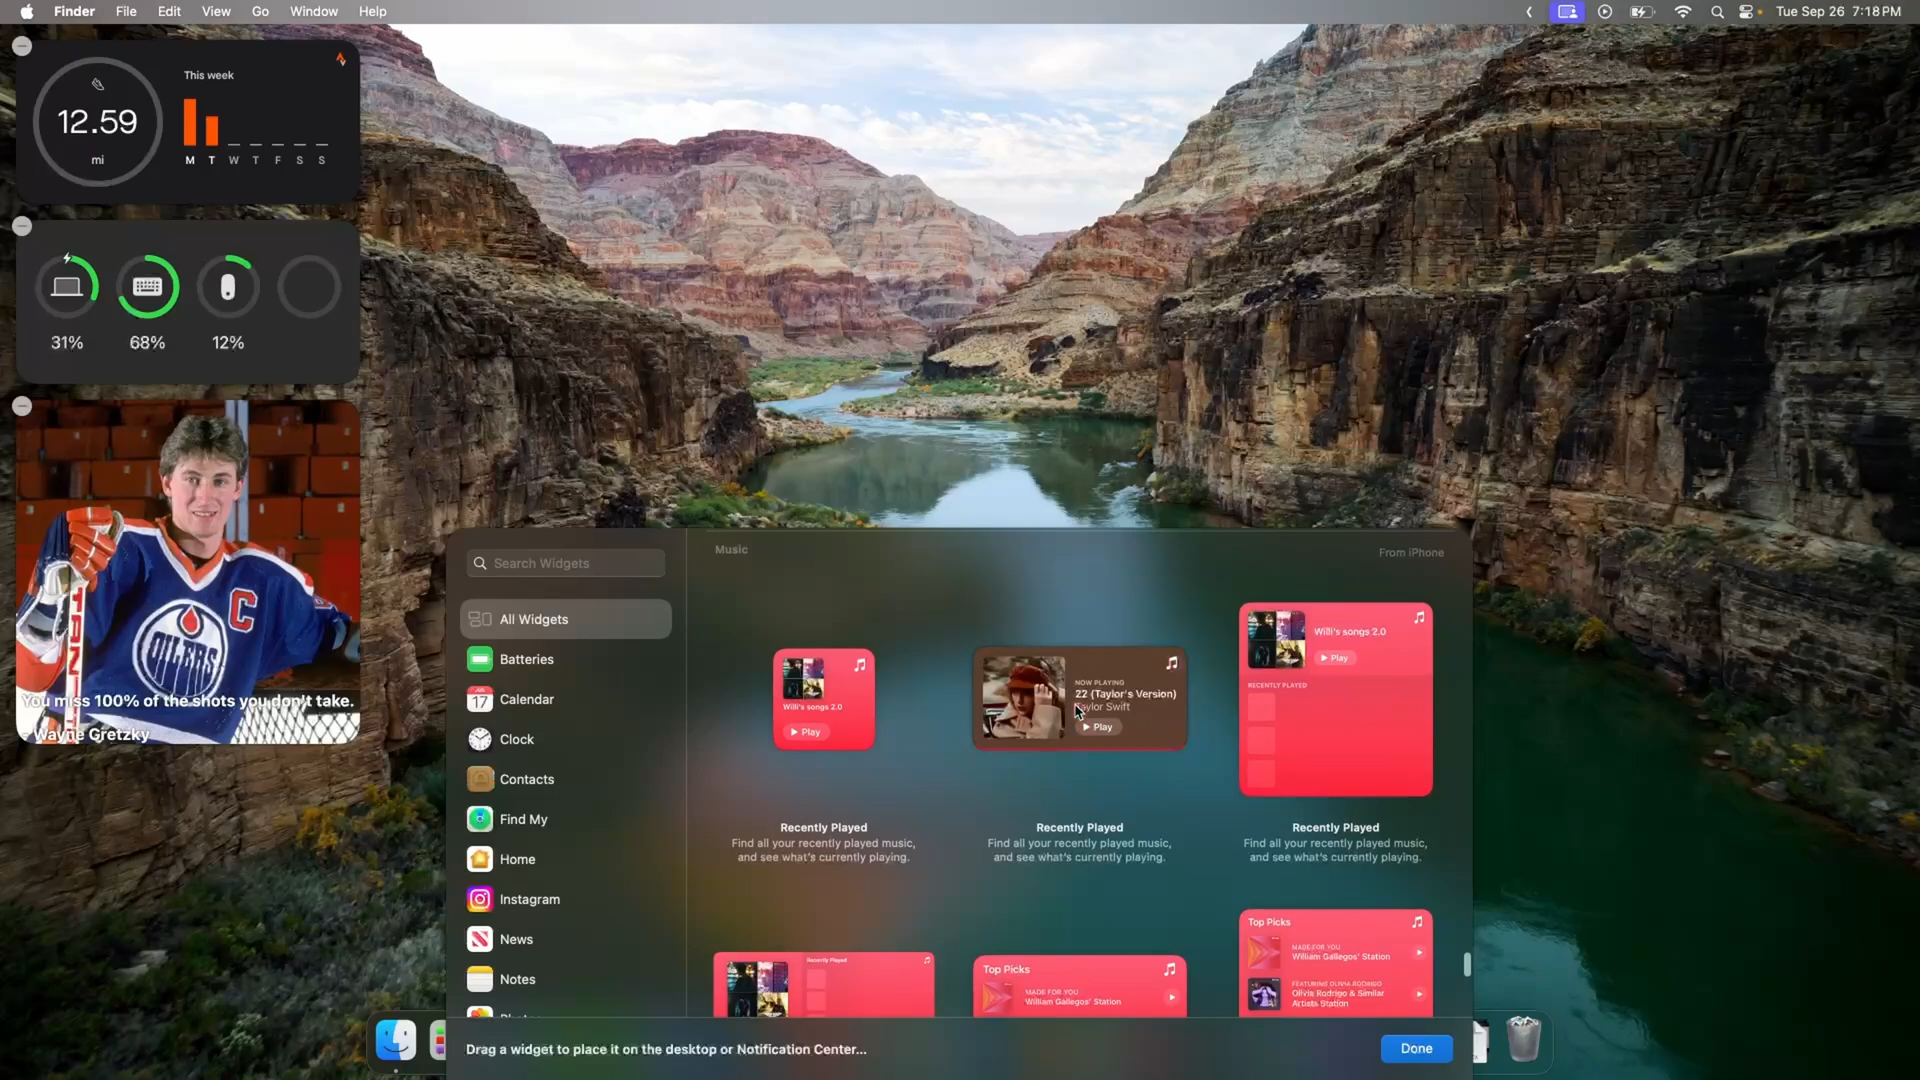 Finder File Edit View Go Window Help
Tue Sep 26 7:18 PM
This week
12.59
mi
M T W T F S S
31% 68% 12%
TITAN
C
OILERS
You miss 100% of the shots you don't take.
- Wayne Gretzky
Search Widgets
All Widgets
Batteries
17
Calendar
Clock
Contacts
Find My
Home
Instagram
News
Notes
Music
From iPhone
Willi's songs 2.0
Play
NOW PLAYING
22 (Taylor's Version)
Taylor Swift
Play
Willi's songs 2.0
Play
RECENTLY PLAYED
Recently Played
Find all your recently played music,
and see what's currently playing.
Recently Played
Find all your recently played music,
and see what's currently playing.
Recently Played
Find all your recently played music,
and see what's currently playing.
Recently Played
Top Picks
MADE FOR YOU
William Gallegos' Station
Top Picks
MADE FOR YOU
William Gallegos' Station
FEATURING OLIVIA RODRIGO
Olivia Rodrigo & Similar
Artists Station
Drag a widget to place it on the desktop or Notification Center...
Done